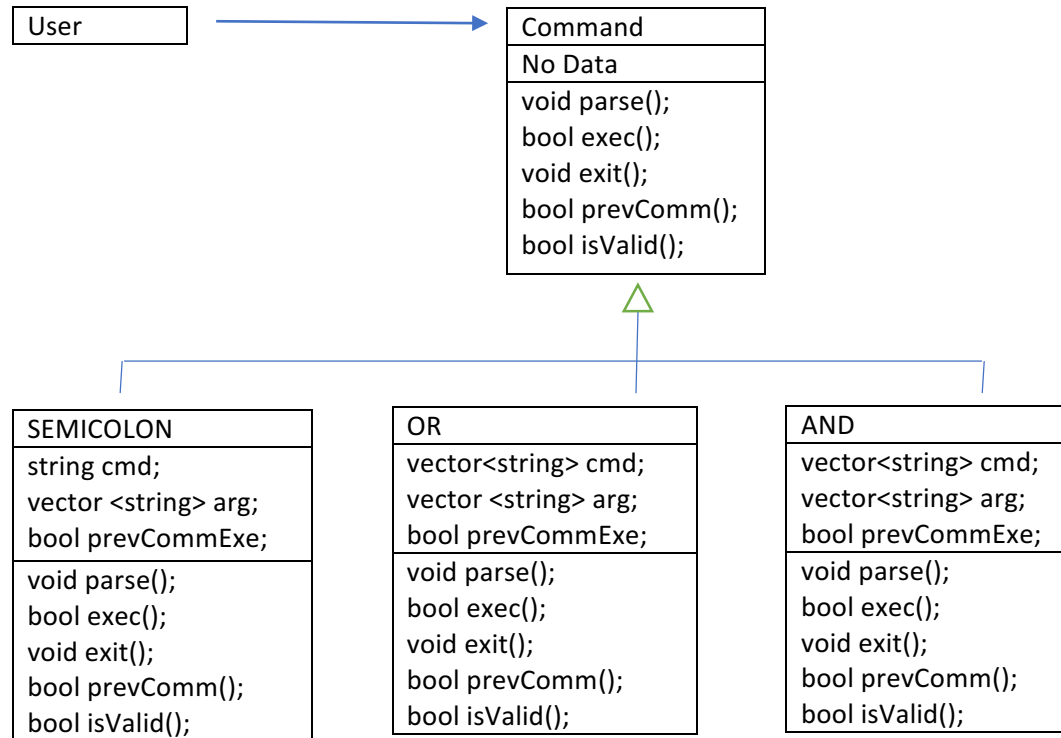 User
Command
No Data
void parse();
bool exec();
void exit();
bool prevComm();
bool isValid();
SEMICOLON
string cmd;
vector <string> arg;
bool prevCommExe;
void parse();
bool exec();
void exit();
bool prevComm();
bool isValid();
OR
vector<string> cmd;
vector <string> arg;
bool prevCommExe;
void parse();
bool exec();
void exit();
bool prevComm();
bool isValid();
AND
vector<string> cmd;
vector<string> arg;
bool prevCommExe;
void parse();
bool exec();
void exit();
bool prevComm();
bool isValid();